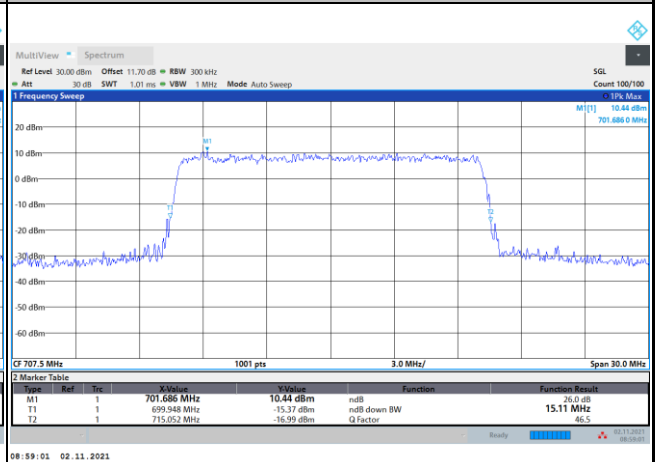 MultiView Spectrum
Ref Level 30.00 dBm Offset 11.70 dB RBW 300 kHz SGL
Att 30 dB SWT 1.01 ms VBW 1 MHz Mode Auto Sweep Count 100/100
1 Frequency Sweep 1Pk Max
M1[1] 10.44 dBm
701.686 0 MHz
20 dBm
M1
10 dBm
0 dBm
-10 dBm
T1
T2
-20 dBm
-30 dBm
-40 dBm
-50 dBm
-60 dBm
CF 707.5 MHz 1001 pts 3.0 MHz/ Span 30.0 MHz
2 Marker Table
Type Ref Trc X-Value Y-Value Function Function Result
M1 1 701.686 MHz 10.44 dBm ndB 26.0 dB
T1 1 699.948 MHz -15.37 dBm ndB down BW 15.11 MHz
T2 1 715.052 MHz -16.99 dBm Q Factor 46.5
Ready 02.11.2021
08:59:01
08:59:01 02.11.2021